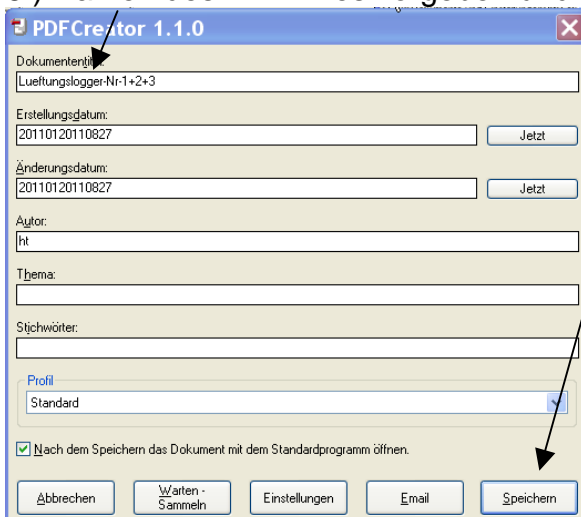 PDFCreator 1.1.0
Dokumententitel:
Lueftungslogger-Nr-1+2+3
Erstellungsdatum:
20110120110827
Jetzt
Änderungsdatum:
20110120110827
Jetzt
Autor:
ht
Thema:
Stichwörter:
Profil
Standard
Nach dem Speichern das Dokument mit dem Standardprogramm öffnen.
Abbrechen
Warten -
Sammeln
Einstellungen
Email
Speichern